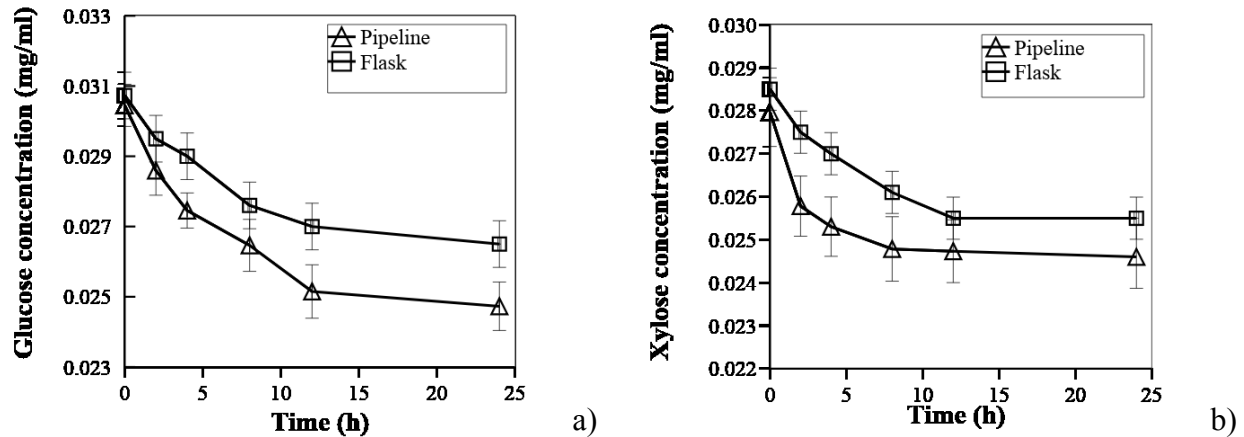 Glucose concentration (mg/ml)
0.033
0.031
0.029
0.027
0.025
0.023
Pipeline
Flask
0 5 10 15 20 25
Time (h)
a)
Xylose concentration (mg/ml)
0.030
0.029
0.028
0.027
0.026
0.025
0.024
0.023
0.022
Pipeline
Flask
0 5 10 15 20 25
Time (h)
b)